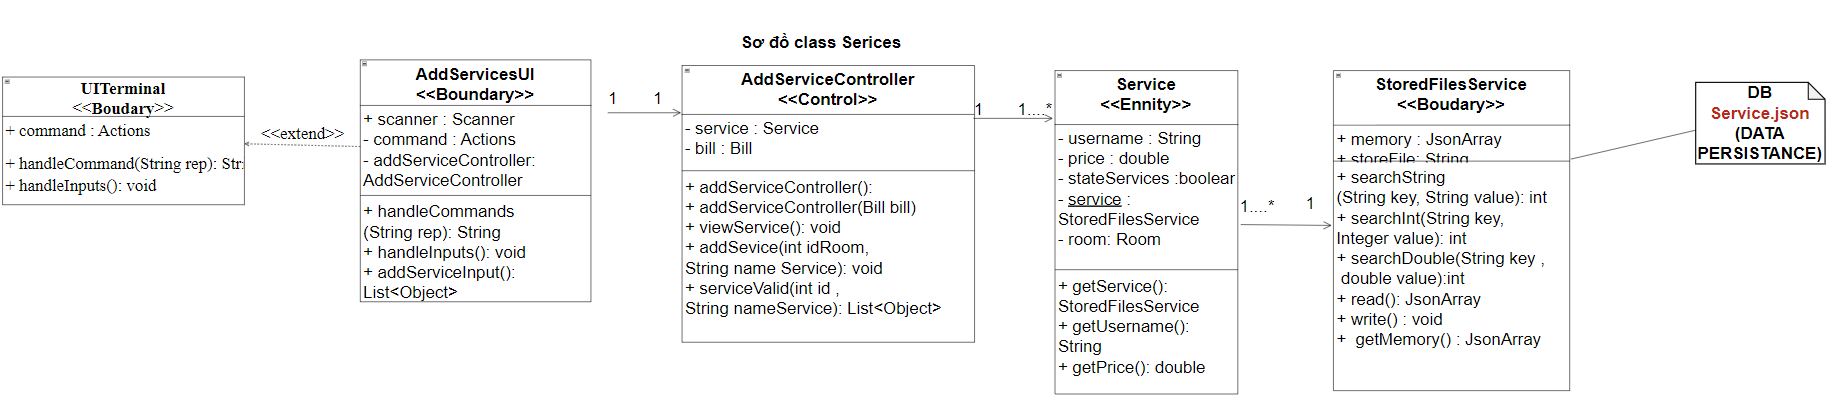 Sơ đồ class Serices
UITerminal
<<Boudary>>
+ command : Actions
+ handleCommand(String rep): Stri
+ handleInputs(): void
<<extend>>
AddServicesUI
<<Boundary>>
+ scanner : Scanner
- command : Actions
- addServiceController:
AddServiceController
+ handleCommands
(String rep): String
+ handleInputs(): void
+ addServiceInput():
List<Object>
1
1
AddServiceController
<<Control>>
- service : Service
- bill : Bill
+ addServiceController():
+ addServiceController(Bill bill)
+ viewService(): void
+ addSevice(int idRoom,
String name Service): void
+ serviceValid(int id ,
String nameService): List<Object>
1
1....*
Service
<<Ennity>>
- username : String
- price : double
- stateServices :boolear
- service :
StoredFilesService
- room: Room
+ getService():
StoredFilesService
+ getUsername():
String
+ getPrice(): double
1....*
1
StoredFilesService
<<Boudary>>
+ memory : JsonArray
+ storeFile: String
+ searchString
(String key, String value): int
+ searchInt(String key,
Integer value): int
+ searchDouble(String key ,
double value):int
+ read(): JsonArray
+ write() : void
+ getMemory() : JsonArray
DB
Service.json
(DATA
PERSISTANCE)